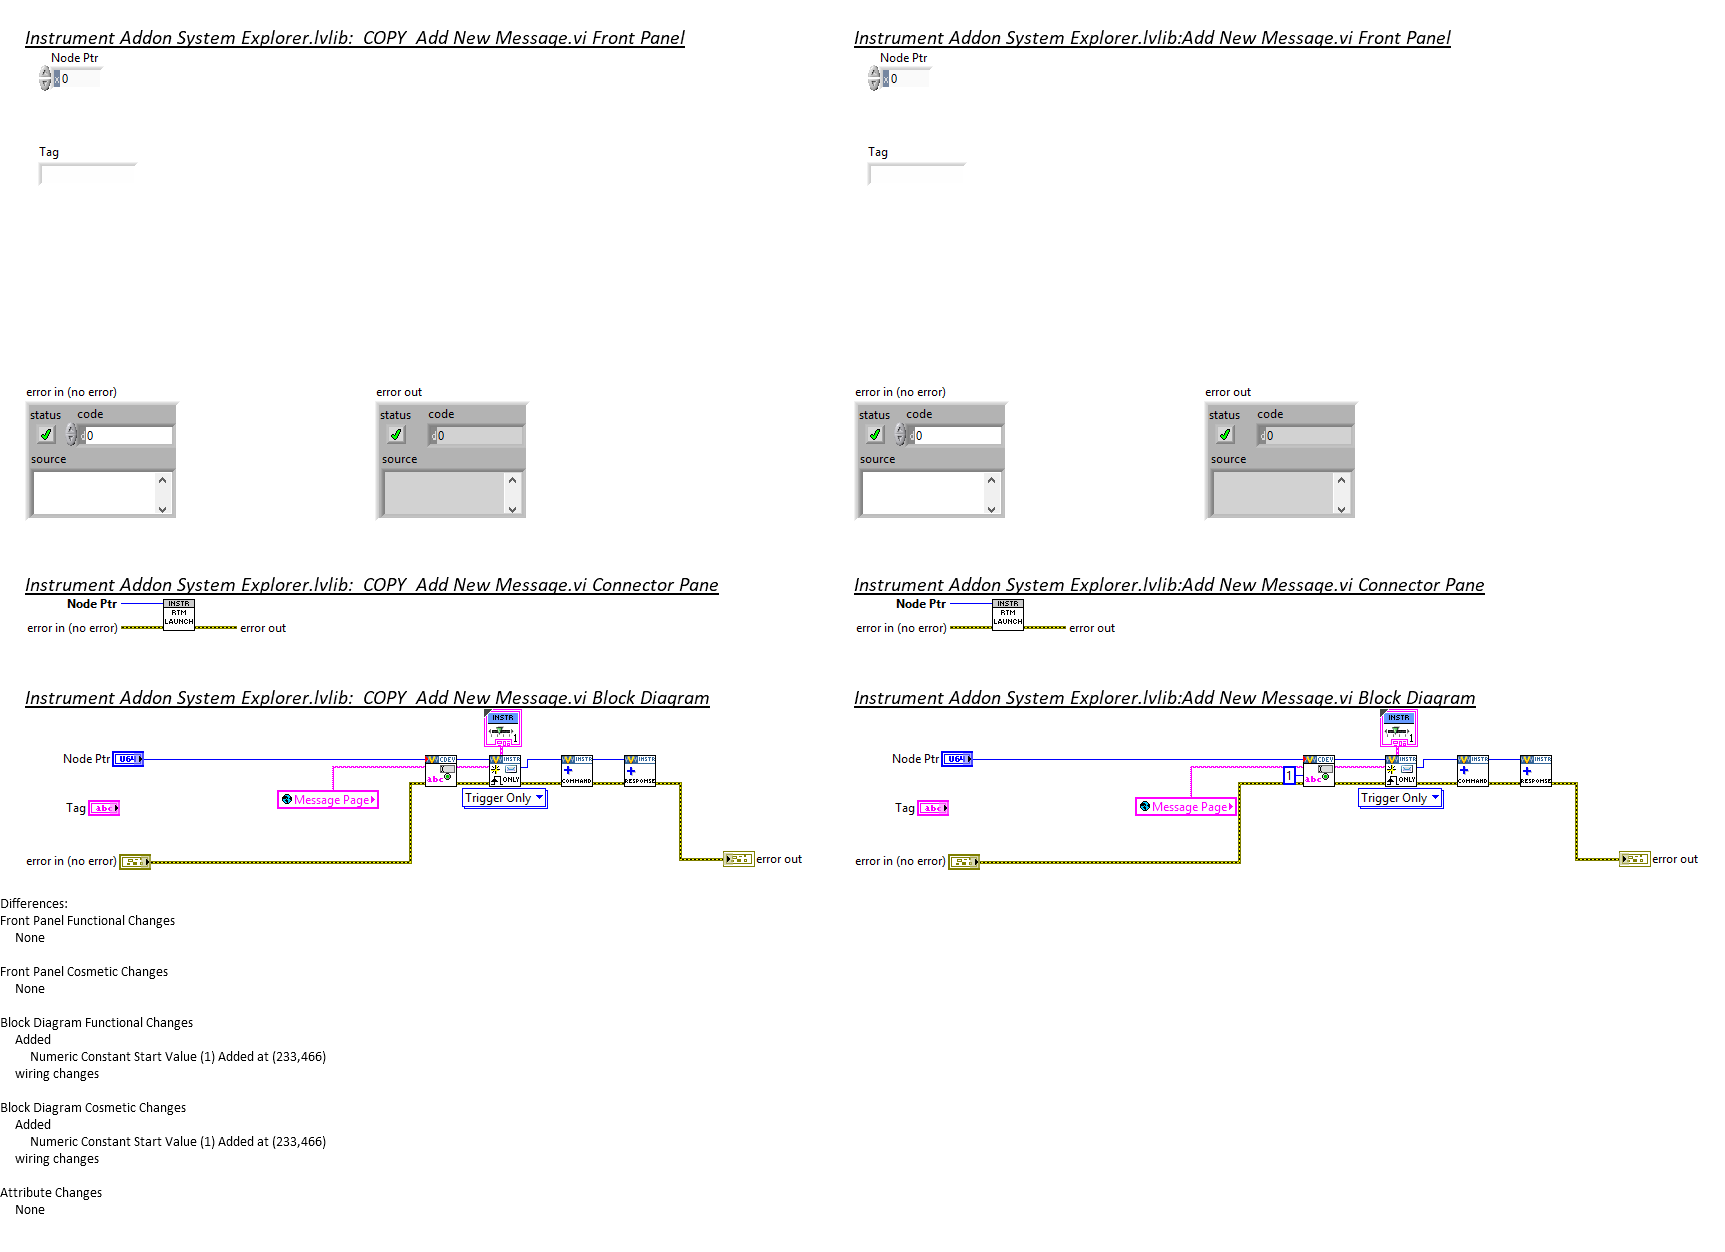 Instrument Addon System Explorer.lvlib:  COPY  Add New Message.vi Front Panel
Node Ptr
x 0
Tag
error in (no error)
status code
d 0
source
error out
status code
d 0
source
Instrument Addon System Explorer.lvlib:  COPY  Add New Message.vi Connector Pane
Node Ptr
INSTR
RTM
LAUNCH
error in (no error)
error out
Instrument Addon System Explorer.lvlib:  COPY  Add New Message.vi Block Diagram
INSTR
1
Node Ptr
U64
CDEV
abc
INSTR
ONLY
INSTR
COMMAND
INSTR
RESPONSE
Message Page
Trigger Only
Tag
abc
error in (no error)
error out
Instrument Addon System Explorer.lvlib:Add New Message.vi Front Panel
Node Ptr
x 0
Tag
error in (no error)
status code
d 0
source
error out
status code
d 0
source
Instrument Addon System Explorer.lvlib:Add New Message.vi Connector Pane
Node Ptr
INSTR
RTM
LAUNCH
error in (no error)
error out
Instrument Addon System Explorer.lvlib:Add New Message.vi Block Diagram
INSTR
1
Node Ptr
U64
CDEV
abc
INSTR
ONLY
INSTR
COMMAND
INSTR
RESPONSE
1
Message Page
Trigger Only
Tag
abc
error in (no error)
error out
Differences:
Front Panel Functional Changes
None
Front Panel Cosmetic Changes
None
Block Diagram Functional Changes
Added
Numeric Constant Start Value (1) Added at (233,466)
wiring changes
Block Diagram Cosmetic Changes
Added
Numeric Constant Start Value (1) Added at (233,466)
wiring changes
Attribute Changes
None